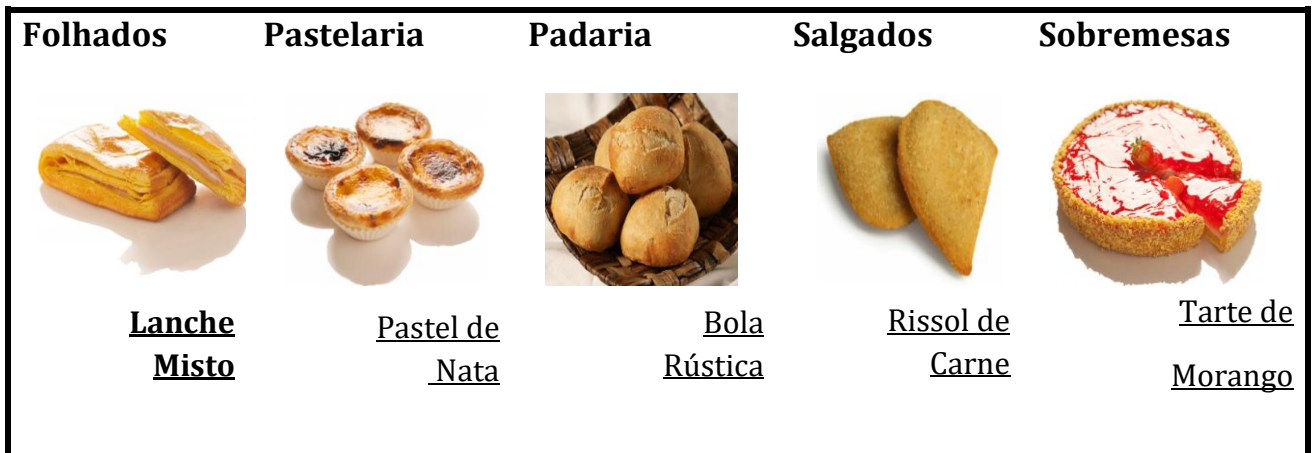 Folhados Pastelaria Padaria Salgados Sobremesas
Lanche
Misto
Pastel de
Nata
Bola
Rústica
Rissol de
Carne
Tarte de
Morango